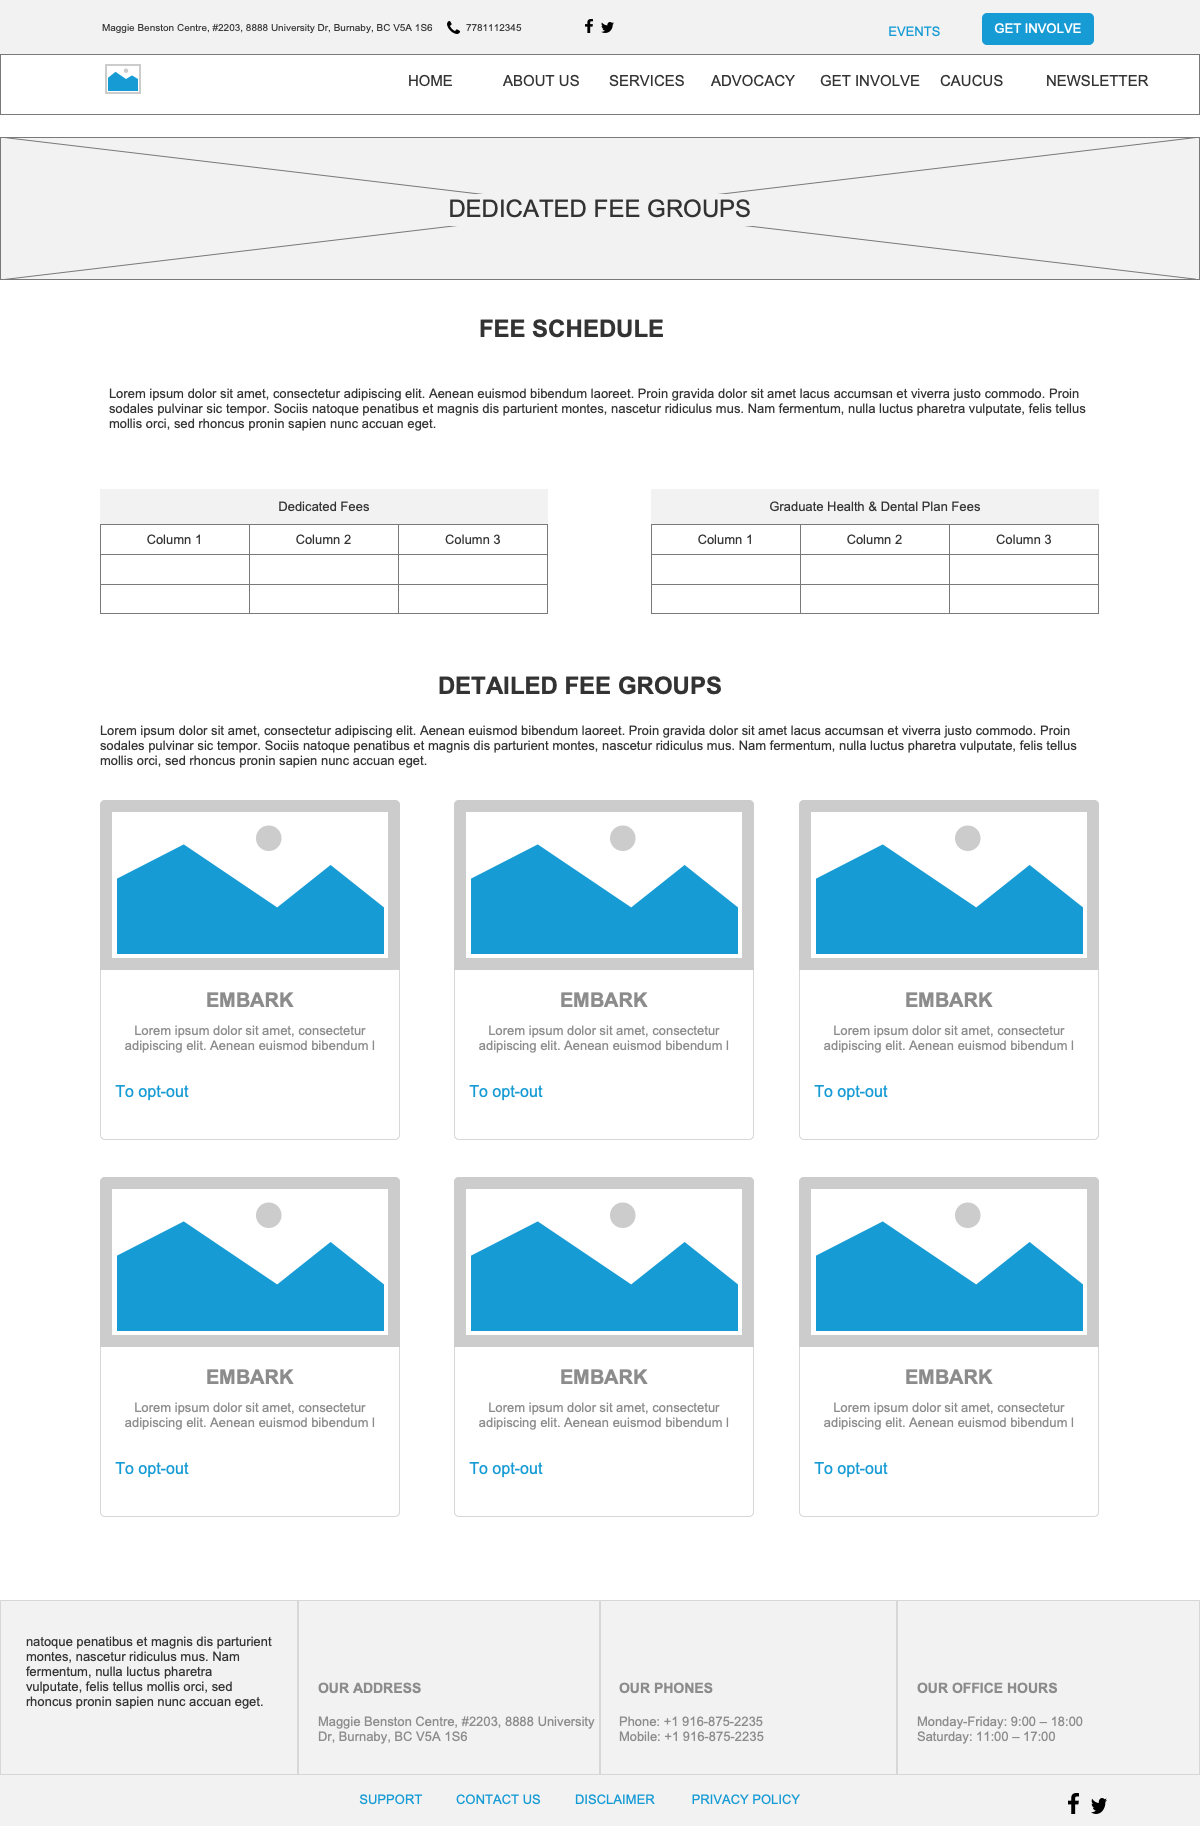 Maggie Benston Centre, #2203, 8888 University Dr, Burnaby, BC V5A 1S6 7781112345
EVENTS
GET INVOLVE
HOME ABOUT US SERVICES ADVOCACY GET INVOLVE CAUCUS NEWSLETTER
DEDICATED FEE GROUPS
FEE SCHEDULE
Lorem ipsum dolor sit amet, consectetur adipiscing elit. Aenean euismod bibendum laoreet. Proin gravida dolor sit amet lacus accumsan et viverra justo commodo. Proin
sodales pulvinar sic tempor. Sociis natoque penatibus et magnis dis parturient montes, nascetur ridiculus mus. Nam fermentum, nulla luctus pharetra vulputate, felis tellus
mollis orci, sed rhoncus pronin sapien nunc accuan eget.
Dedicated Fees
Column 1 Column 2 Column 3
Graduate Health & Dental Plan Fees
Column 1 Column 2 Column 3
DETAILED FEE GROUPS
Lorem ipsum dolor sit amet, consectetur adipiscing elit. Aenean euismod bibendum laoreet. Proin gravida dolor sit amet lacus accumsan et viverra justo commodo. Proin
sodales pulvinar sic tempor. Sociis natoque penatibus et magnis dis parturient montes, nascetur ridiculus mus. Nam fermentum, nulla luctus pharetra vulputate, felis tellus
mollis orci, sed rhoncus pronin sapien nunc accuan eget.
EMBARK
Lorem ipsum dolor sit amet, consectetur
adipiscing elit. Aenean euismod bibendum l
To opt-out
EMBARK
Lorem ipsum dolor sit amet, consectetur
adipiscing elit. Aenean euismod bibendum l
To opt-out
EMBARK
Lorem ipsum dolor sit amet, consectetur
adipiscing elit. Aenean euismod bibendum l
To opt-out
EMBARK
Lorem ipsum dolor sit amet, consectetur
adipiscing elit. Aenean euismod bibendum l
To opt-out
EMBARK
Lorem ipsum dolor sit amet, consectetur
adipiscing elit. Aenean euismod bibendum l
To opt-out
EMBARK
Lorem ipsum dolor sit amet, consectetur
adipiscing elit. Aenean euismod bibendum l
To opt-out
natoque penatibus et magnis dis parturient
montes, nascetur ridiculus mus. Nam
fermentum, nulla luctus pharetra
vulputate, felis tellus mollis orci, sed
rhoncus pronin sapien nunc accuan eget.
OUR ADDRESS
Maggie Benston Centre, #2203, 8888 University
Dr, Burnaby, BC V5A 1S6
OUR PHONES
Phone: +1 916-875-2235
Mobile: +1 916-875-2235
OUR OFFICE HOURS
Monday-Friday: 9:00 – 18:00
Saturday: 11:00 – 17:00
SUPPORT CONTACT US DISCLAIMER PRIVACY POLICY